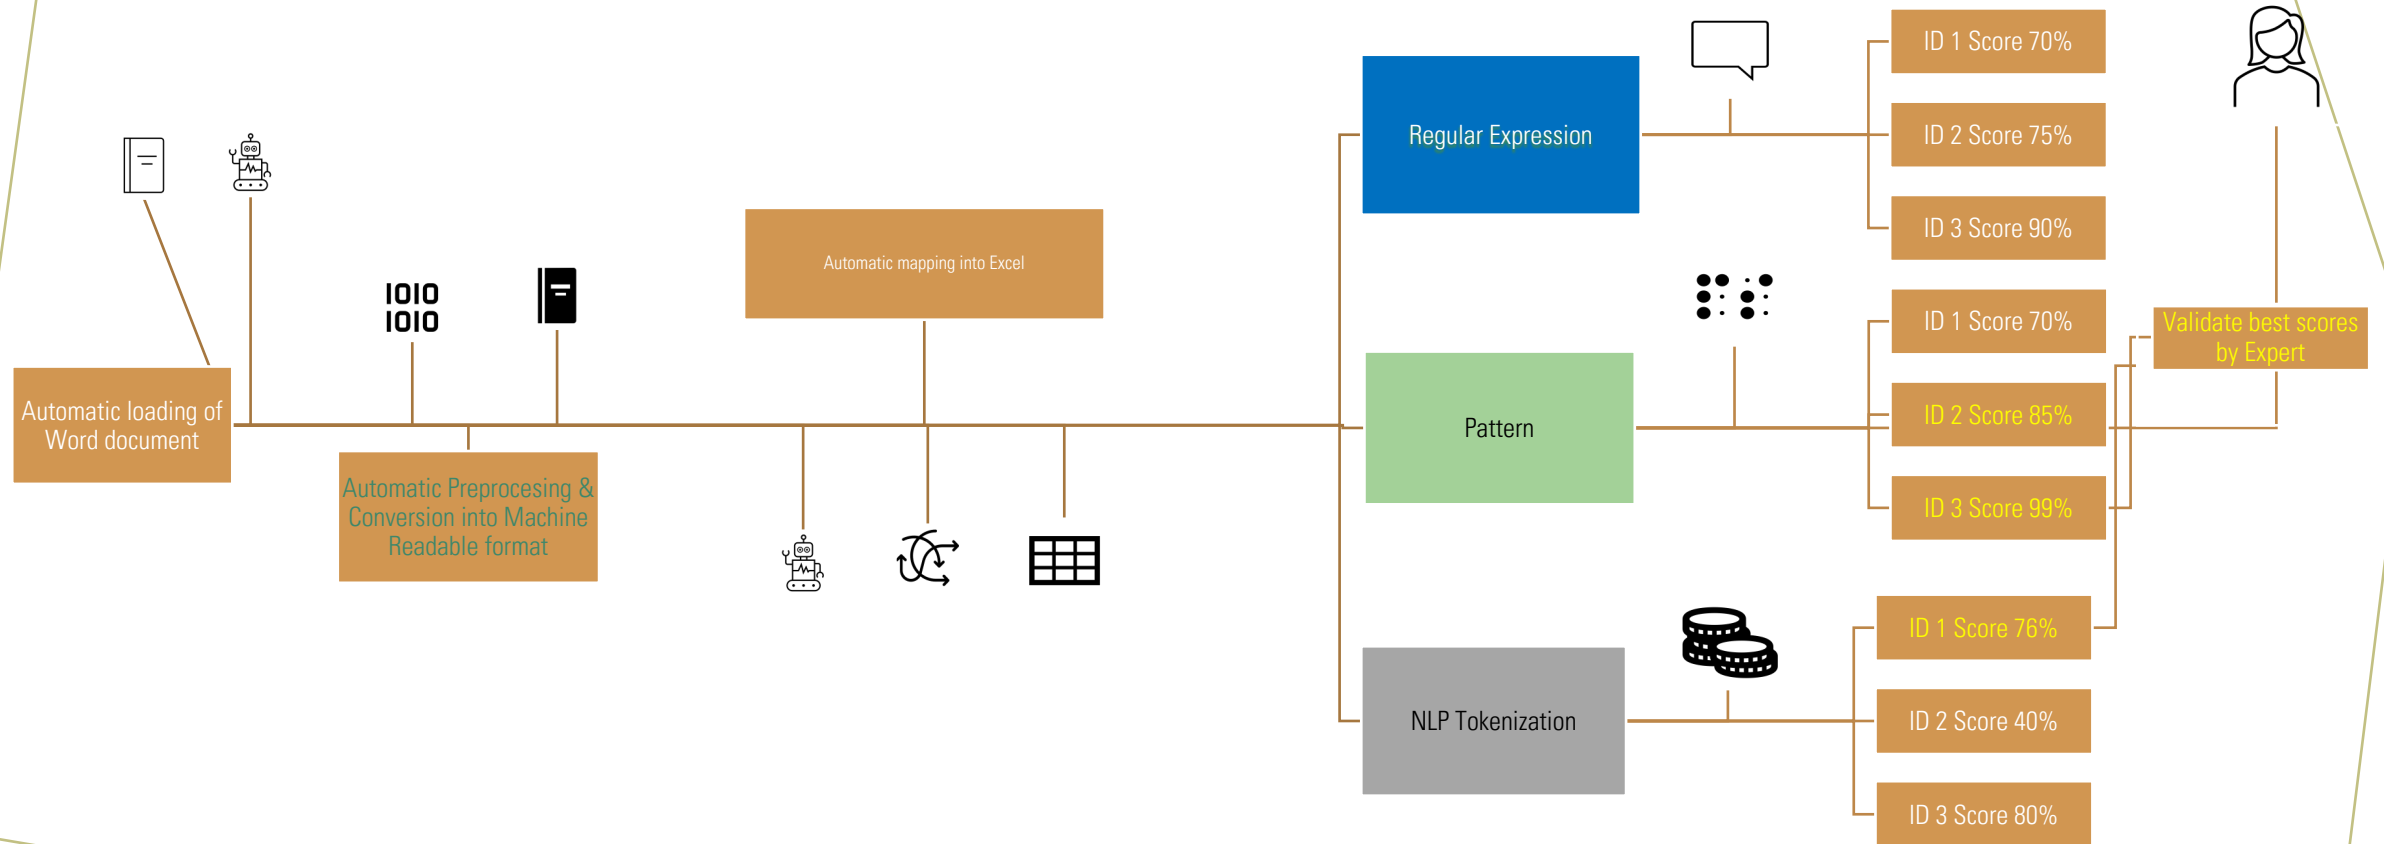 Automatic loading of
Word document
IOIO
IOIO
Automatic Preprocesing &
Conversion into Machine
Readable format
Automatic mapping into Excel
Regular Expression
ID 1 Score 70%
ID 2 Score 75%
ID 3 Score 90%
Pattern
ID 1 Score 70%
ID 2 Score 85%
ID 3 Score 99%
NLP Tokenization
ID 1 Score 76%
ID 2 Score 40%
ID 3 Score 80%
Validate best scores
by Expert